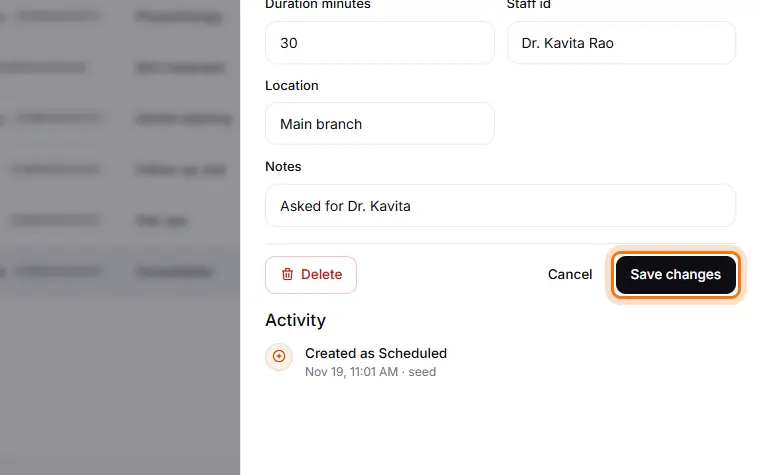 Duration minutes
Staff id
30
Dr. Kavita Rao
Location
Main branch
Notes
Asked for Dr. Kavita
Delete
Cancel
Save changes
Activity
Created as Scheduled
Nov 19, 11:01 AM · seed